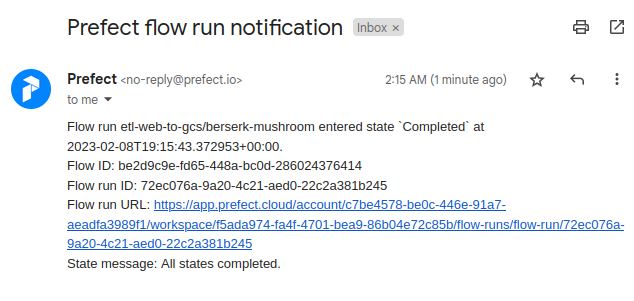 Prefect flow run notification Inbox ×
Prefect <no-reply@prefect.io> 2:15 AM (1 minute ago)
to me
Flow run etl-web-to-gcs/berserk-mushroom entered state `Completed` at
2023-02-08T19:15:43.372953+00:00.
Flow ID: be2d9c9e-fd65-448a-bc0d-286024376414
Flow run ID: 72ec076a-9a20-4c21-aed0-22c2a381b245
Flow run URL: https://app.prefect.cloud/account/c7be4578-be0c-446e-91a7-
aeadfa3989f1/workspace/f5ada974-fa4f-4701-bea9-86b04e72c85b/flow-runs/flow-run/72ec076a-
9a20-4c21-aed0-22c2a381b245
State message: All states completed.